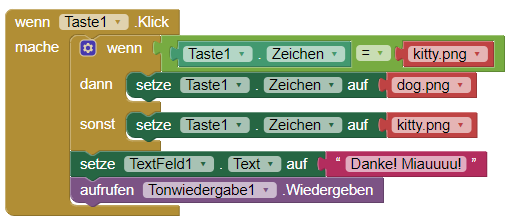 wenn Taste1 .Klick
mache wenn Taste1 . Zeichen = kitty.png
dann setze Taste1 . Zeichen auf dog.png
sonst setze Taste1 . Zeichen auf kitty.png
setze TextFeld1 . Text auf “ Danke! Miauuuu! ”
aufrufen Tonwiedergabe1 .Wiedergeben